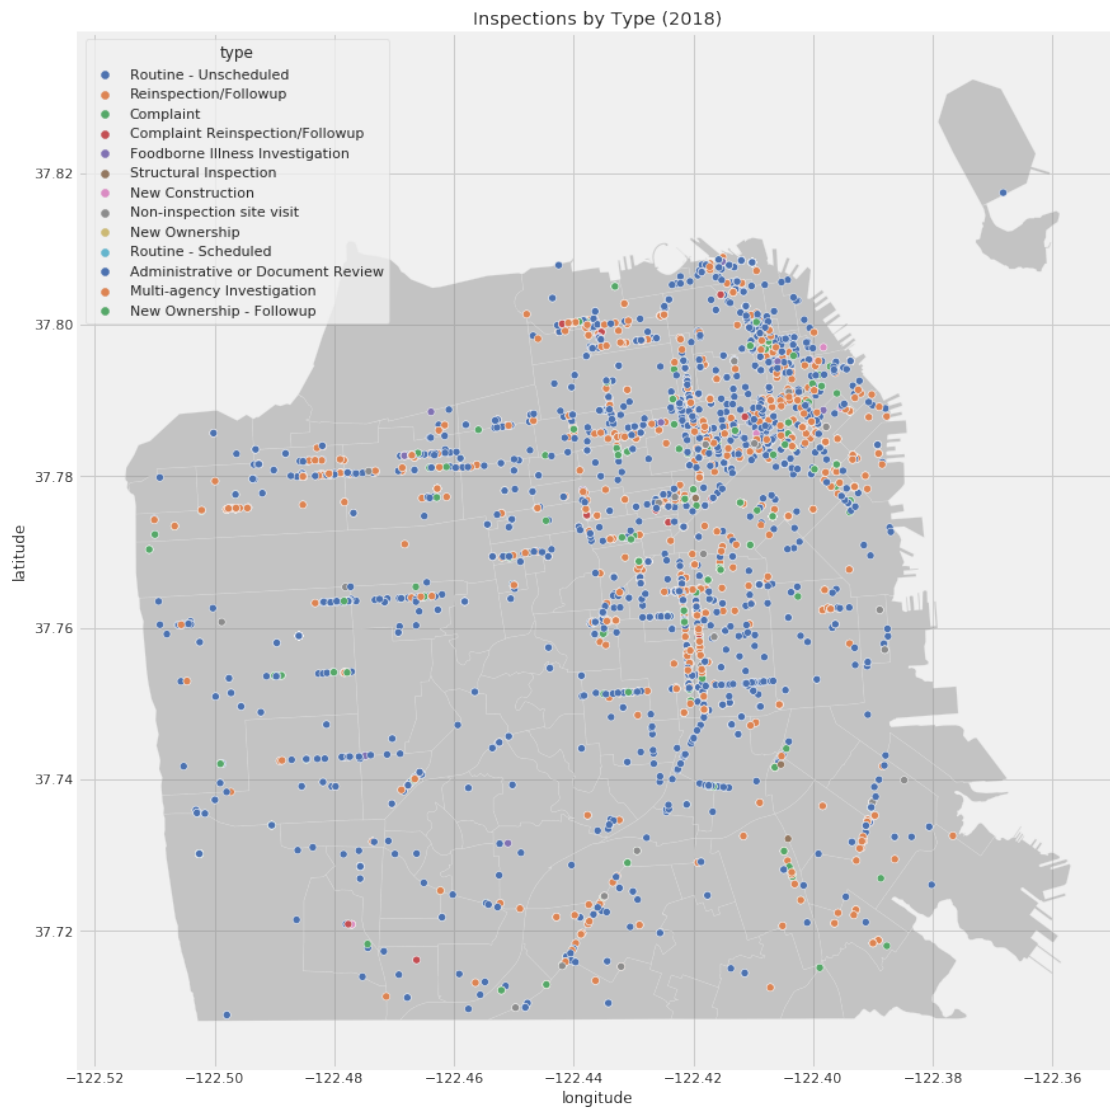 Inspections by Type (2018)
type
Routine - Unscheduled
Reinspection/Followup
Complaint
Complaint Reinspection/Followup
Foodborne Illness Investigation
Structural Inspection
New Construction
Non-inspection site visit
New Ownership
Routine - Scheduled
Administrative or Document Review
Multi-agency Investigation
New Ownership - Followup
37.82
37.80
37.78
37.76
37.74
37.72
latitude
−122.52 −122.50 −122.48 −122.46 −122.44 −122.42 −122.40 −122.38 −122.36
longitude